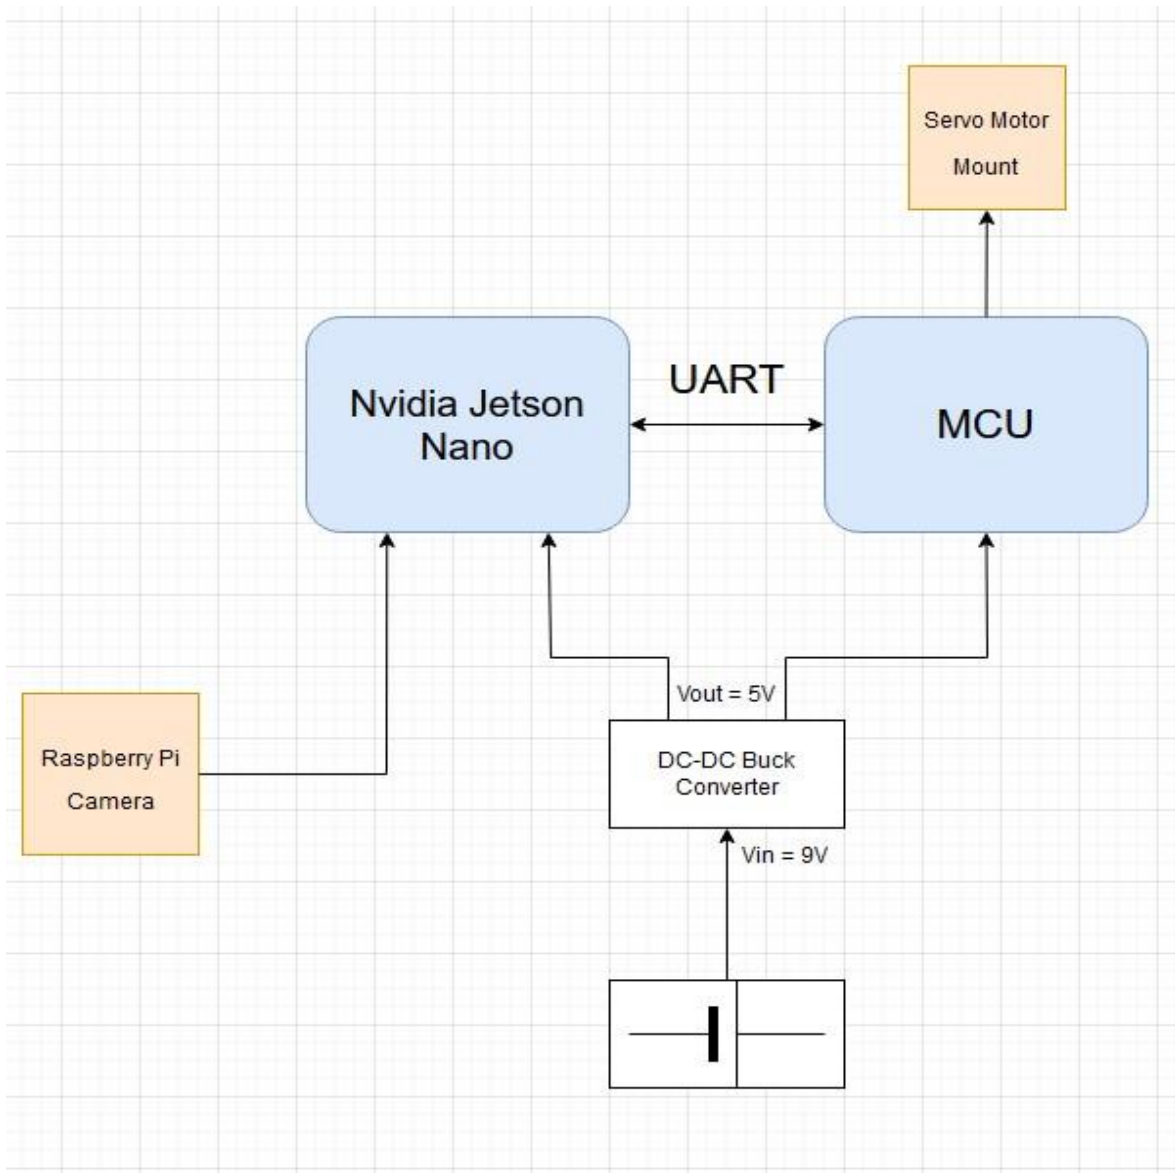 Servo Motor
Mount
Nvidia Jetson
Nano
UART
MCU
Vout = 5V
Raspberry Pi
Camera
DC-DC Buck
Converter
Vin = 9V